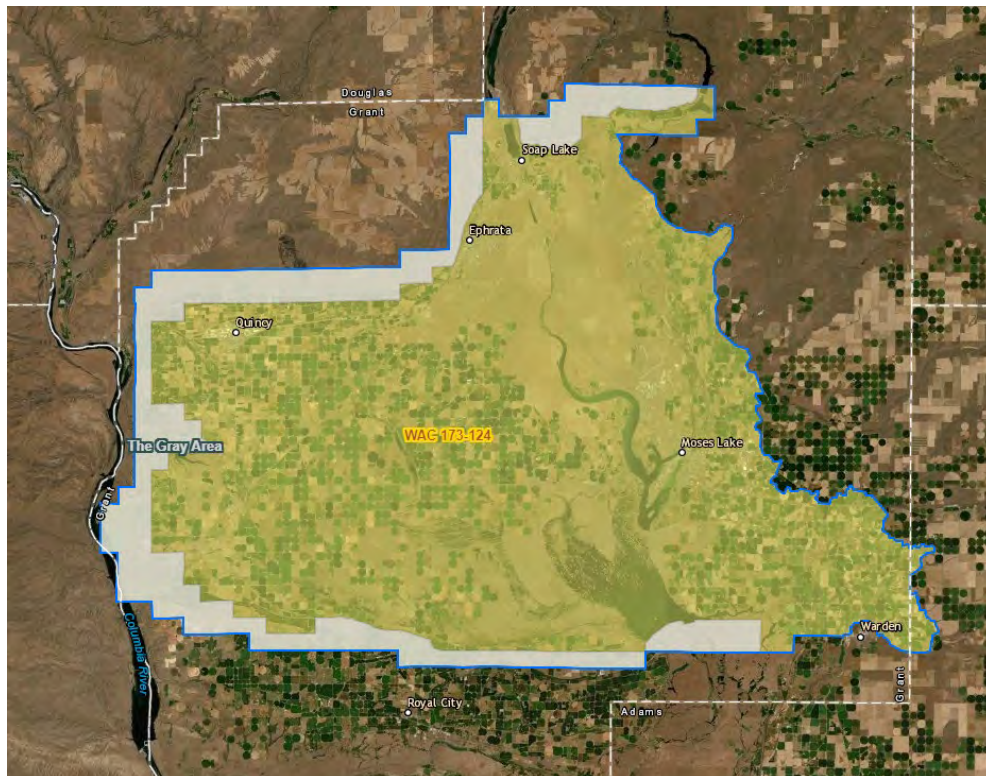 Douglas
Grant
Soap Lake
Ephrata
Quincy
WAC 173-124
The Gray Area
Moses Lake
Grant
Columbia River
Warden
Grant
Royal City
Adams